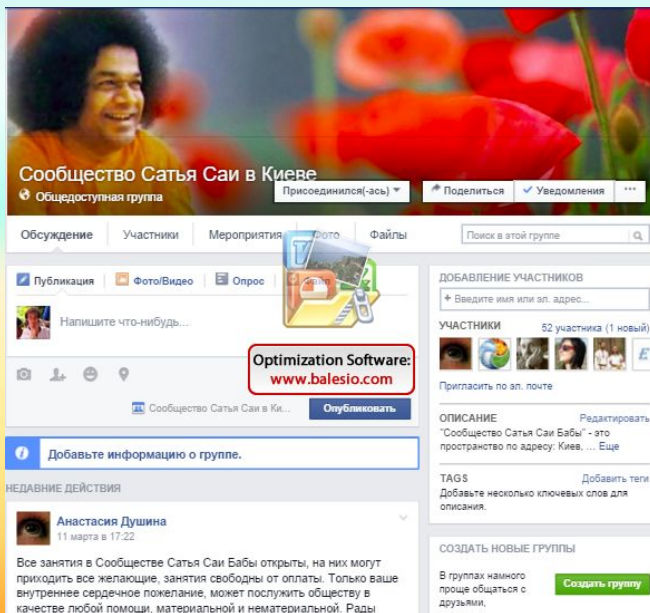 Сообщество Сатья Саи в Киеве
Общедоступная группа
Присоединился(-ась)
Поделиться
Уведомления
Обсуждение
Участники
Мероприятия
Фото
Файлы
Поиск в этой группе
Публикация
Фото/Видео
Опрос
Напишите что-нибудь...
Optimization Software:
www.balesio.com
Сообщество Сатья Саи в Ки...
Опубликовать
Добавьте информацию о группе.
НЕДАВНИЕ ДЕЙСТВИЯ
Анастасия Душина
11 марта в 17:22
Все занятия в Сообществе Сатья Саи Бабы открыты, на них могут
приходить все желающие, занятия свободны от оплаты. Только ваше
внутреннее сердечное пожелание, может послужить обществу в
качестве любой помощи, материальной и нематериальной. Рады
ДОБАВЛЕНИЕ УЧАСТНИКОВ
+ Введите имя или эл. адрес...
УЧАСТНИКИ
52 участника (1 новый)
Пригласить по эл. почте
ОПИСАНИЕ
Редактировать
"Сообщество Сатья Саи Бабы" - это
пространство по адресу: Киев, ... Еще
TAGS
Добавить теги
Добавьте несколько ключевых слов для
описания.
СОЗДАТЬ НОВЫЕ ГРУППЫ
В группах намного
проще общаться с
друзьями,
Создать группу